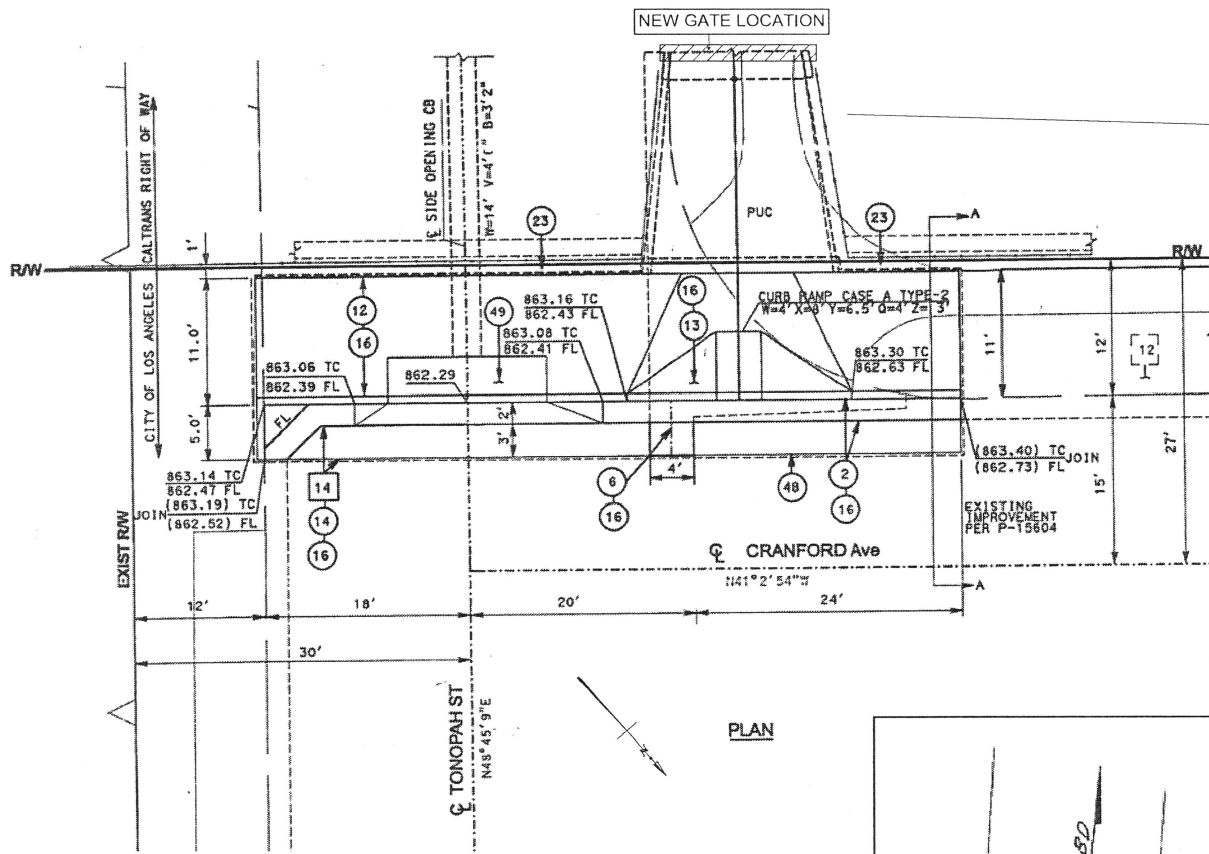 NEW GATE LOCATION
CITY OF LOS ANGELES
CALTRANS RIGHT OF WAY
℄ SIDE OPENING CB
W=14' V=4'
B=3'2"
PUC
1'
23
23
A
R/W
R/W
12
16
49
863.16 TC
862.43 FL
16
13
CURB RAMP CASE A TYPE-2
W=4'X=8'Y=6.5'Q=4'Z= 3"
863.08 TC
862.41 FL
11.0'
863.06 TC
862.39 FL
862.29
863.30 TC
862.63 FL
11'
12'
12
5.0'
FL
2'
3'
863.14 TC
862.47 FL
JOIN
(863.19) TC
(862.52) FL
14
14
16
4'
6
16
48
2
16
(863.40) TC
(862.73) FL
JOIN
15'
27'
EXISTING
IMPROVEMENT
PER P-15604
EXIST R/W
℄ CRANFORD Ave
N41°2'54"W
A
12'
18'
20'
24'
30'
℄ TONOPAH ST
N48°45'9"E
N
PLAN